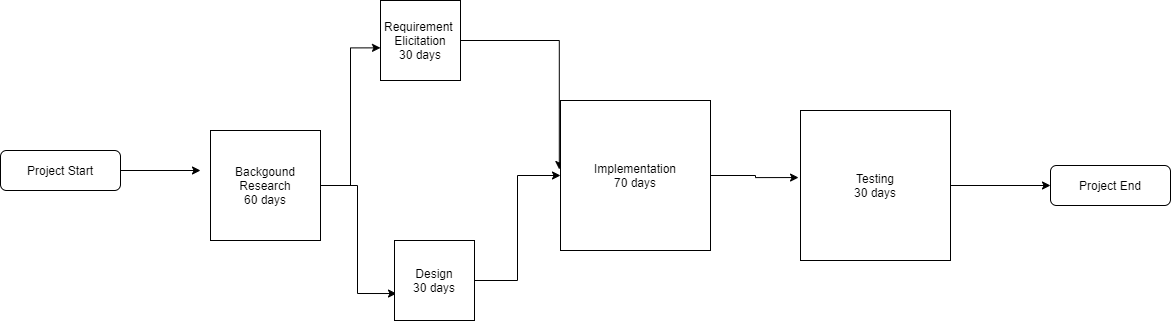 Project Start
Backgound
Research
60 days
Requirement
Elicitation
30 days
Design
30 days
Implementation
70 days
Testing
30 days
Project End